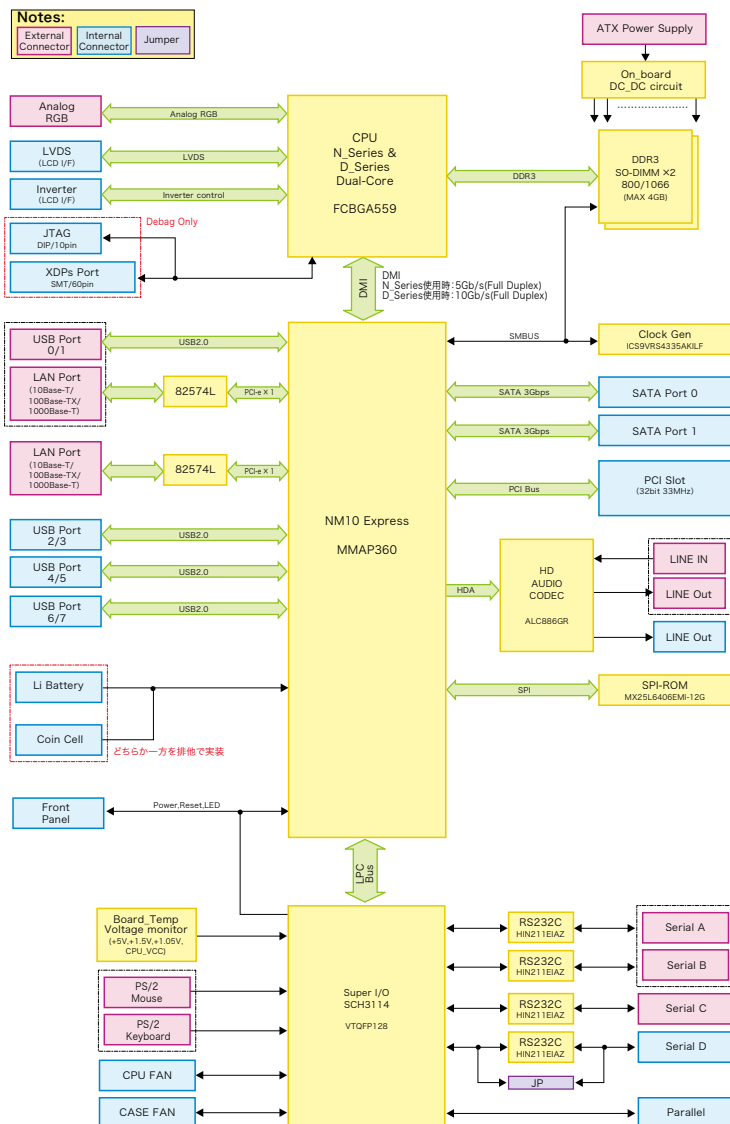 Notes:
External
Connector
Internal
Connector
Jumper
ATX Power Supply
On_board
DC_DC circuit
Analog
RGB
Analog RGB
LVDS
(LCD I/F)
LVDS
Inverter
(LCD I/F)
Inverter control
CPU
N_Series &
D_Series
Dual-Core
FCBGA559
DDR3
DDR3
SO-DIMM ×2
800/1066
(MAX 4GB)
Debag Only
JTAG
DIP/10pin
XDPs Port
SMT/60pin
DMI
DMI
N_Series使用時:5Gb/s(Full Duplex)
D_Series使用時:10Gb/s(Full Duplex)
USB Port
0/1
USB2.0
LAN Port
(10Base-T/
100Base-TX/
1000Base-T)
82574L
PCI-e × 1
LAN Port
(10Base-T/
100Base-TX/
1000Base-T)
82574L
PCI-e × 1
USB Port
2/3
USB2.0
USB Port
4/5
USB2.0
USB Port
6/7
USB2.0
NM10 Express
MMAP360
SMBUS
Clock Gen
ICS9VRS4335AKILF
SATA 3Gbps
SATA Port 0
SATA 3Gbps
SATA Port 1
PCI Bus
PCI Slot
(32bit 33MHz)
HDA
HD
AUDIO
CODEC
ALC886GR
LINE IN
LINE Out
LINE Out
SPI
SPI-ROM
MX25L6406EMI-12G
Li Battery
Coin Cell
どちらか一方を排他で実装
Front
Panel
Power,Reset,LED
LPC
Bus
Board_Temp
Voltage monitor
(+5V,+1.5V,+1.05V,
CPU_VCC)
PS/2
Mouse
PS/2
Keyboard
CPU FAN
CASE FAN
Super I/O
SCH3114
VTQFP128
RS232C
HIN211EIAZ
Serial A
RS232C
HIN211EIAZ
Serial B
RS232C
HIN211EIAZ
Serial C
RS232C
HIN211EIAZ
Serial D
JP
Parallel